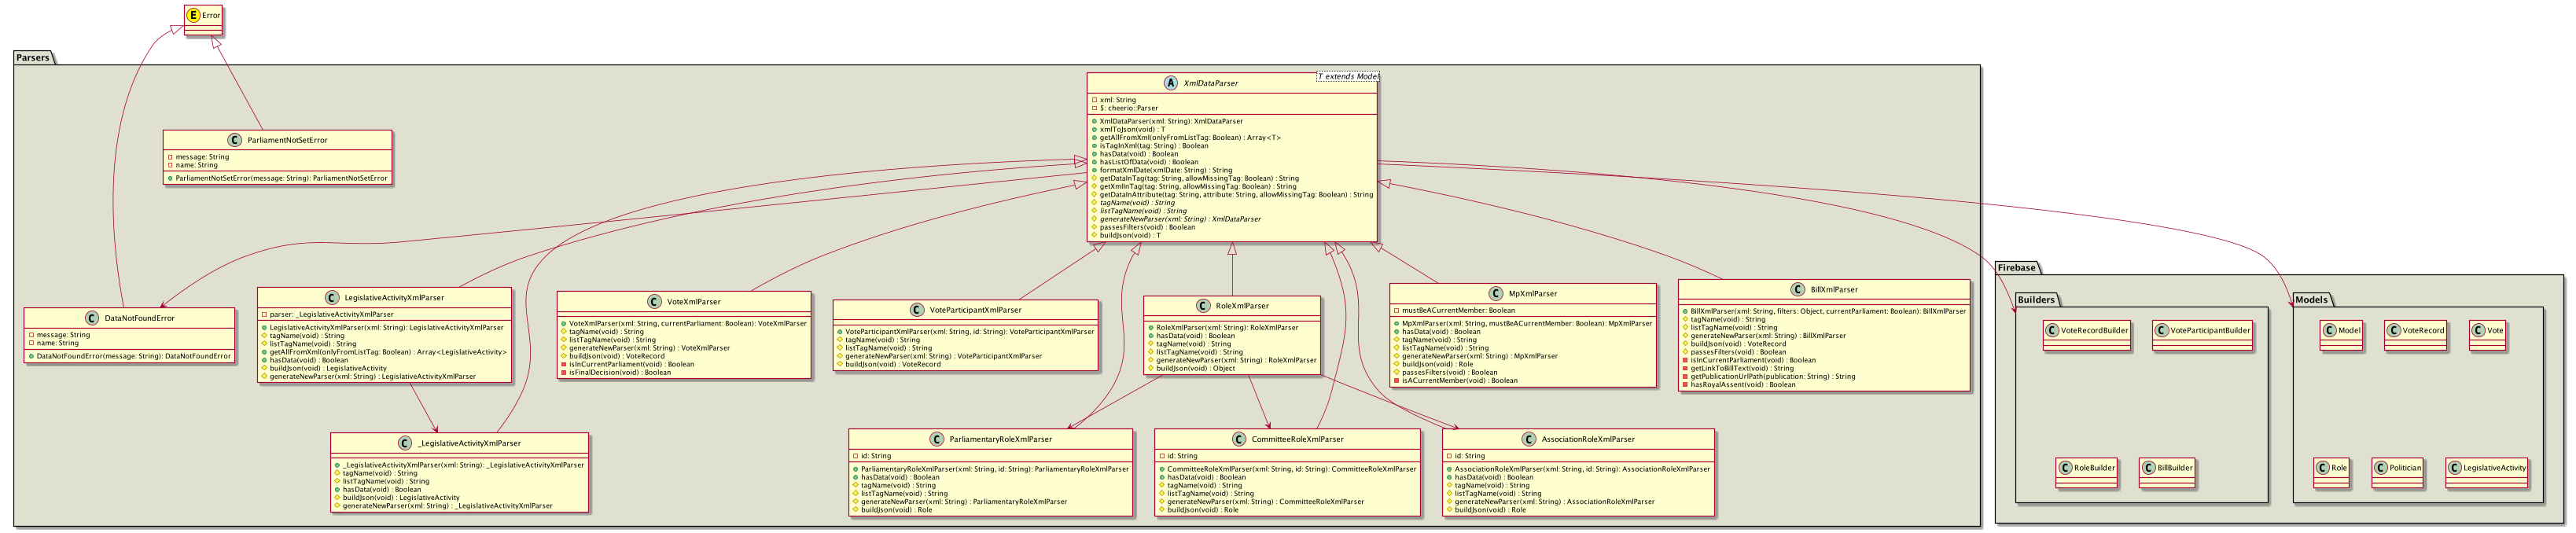 E Error
Parsers
A XmlDataParser T extends Model
xml: String
$: cheerio::Parser
XmlDataParser(xml: String): XmlDataParser
xmlToJson(void) : T
getAllFromXml(onlyFromListTag: Boolean) : Array<T>
isTagInXml(tag: String) : Boolean
hasData(void) : Boolean
hasListOfData(void) : Boolean
formatXmlDate(xmlDate: String) : String
getDataInTag(tag: String, allowMissingTag: Boolean) : String
getXmlInTag(tag: String, allowMissingTag: Boolean) : String
getDataInAttribute(tag: String, attribute: String, allowMissingTag: Boolean) : String
tagName(void) : String
listTagName(void) : String
generateNewParser(xml: String) : XmlDataParser
passesFilters(void) : Boolean
buildJson(void) : T
C ParliamentNotSetError
message: String
name: String
ParliamentNotSetError(message: String): ParliamentNotSetError
C DataNotFoundError
message: String
name: String
DataNotFoundError(message: String): DataNotFoundError
C LegislativeActivityXmlParser
parser: _LegislativeActivityXmlParser
LegislativeActivityXmlParser(xml: String): LegislativeActivityXmlParser
tagName(void) : String
listTagName(void) : String
getAllFromXml(onlyFromListTag: Boolean) : Array<LegislativeActivity>
hasData(void) : Boolean
buildJson(void) : LegislativeActivity
generateNewParser(xml: String) : LegislativeActivityXmlParser
C VoteXmlParser
VoteXmlParser(xml: String, currentParliament: Boolean): VoteXmlParser
tagName(void) : String
listTagName(void) : String
generateNewParser(xml: String) : VoteXmlParser
buildJson(void) : VoteRecord
isInCurrentParliament(void) : Boolean
isFinalDecision(void) : Boolean
C VoteParticipantXmlParser
VoteParticipantXmlParser(xml: String, id: String): VoteParticipantXmlParser
tagName(void) : String
listTagName(void) : String
generateNewParser(xml: String) : VoteParticipantXmlParser
buildJson(void) : VoteRecord
C RoleXmlParser
RoleXmlParser(xml: String): RoleXmlParser
hasData(void) : Boolean
tagName(void) : String
listTagName(void) : String
generateNewParser(xml: String) : RoleXmlParser
buildJson(void) : Object
C MpXmlParser
mustBeACurrentMember: Boolean
MpXmlParser(xml: String, mustBeACurrentMember: Boolean): MpXmlParser
hasData(void) : Boolean
tagName(void) : String
listTagName(void) : String
generateNewParser(xml: String) : MpXmlParser
buildJson(void) : Role
passesFilters(void) : Boolean
isACurrentMember(void) : Boolean
C BillXmlParser
BillXmlParser(xml: String, filters: Object, currentParliament: Boolean): BillXmlParser
tagName(void) : String
listTagName(void) : String
generateNewParser(xml: String) : BillXmlParser
buildJson(void) : VoteRecord
passesFilters(void) : Boolean
isInCurrentParliament(void) : Boolean
getLinkToBillText(void) : String
getPublicationUrlPath(publication: String) : String
hasRoyalAssent(void) : Boolean
C _LegislativeActivityXmlParser
_LegislativeActivityXmlParser(xml: String): _LegislativeActivityXmlParser
tagName(void) : String
listTagName(void) : String
hasData(void) : Boolean
buildJson(void) : LegislativeActivity
generateNewParser(xml: String) : _LegislativeActivityXmlParser
C ParliamentaryRoleXmlParser
id: String
ParliamentaryRoleXmlParser(xml: String, id: String): ParliamentaryRoleXmlParser
hasData(void) : Boolean
tagName(void) : String
listTagName(void) : String
generateNewParser(xml: String) : ParliamentaryRoleXmlParser
buildJson(void) : Role
C CommitteeRoleXmlParser
id: String
CommitteeRoleXmlParser(xml: String, id: String): CommitteeRoleXmlParser
hasData(void) : Boolean
tagName(void) : String
listTagName(void) : String
generateNewParser(xml: String) : CommitteeRoleXmlParser
buildJson(void) : Role
C AssociationRoleXmlParser
id: String
AssociationRoleXmlParser(xml: String, id: String): AssociationRoleXmlParser
hasData(void) : Boolean
tagName(void) : String
listTagName(void) : String
generateNewParser(xml: String) : AssociationRoleXmlParser
buildJson(void) : Role
Firebase
Builders
C VoteRecordBuilder
C VoteParticipantBuilder
C RoleBuilder
C BillBuilder
Models
C Model
C VoteRecord
C Vote
C Role
C Politician
C LegislativeActivity